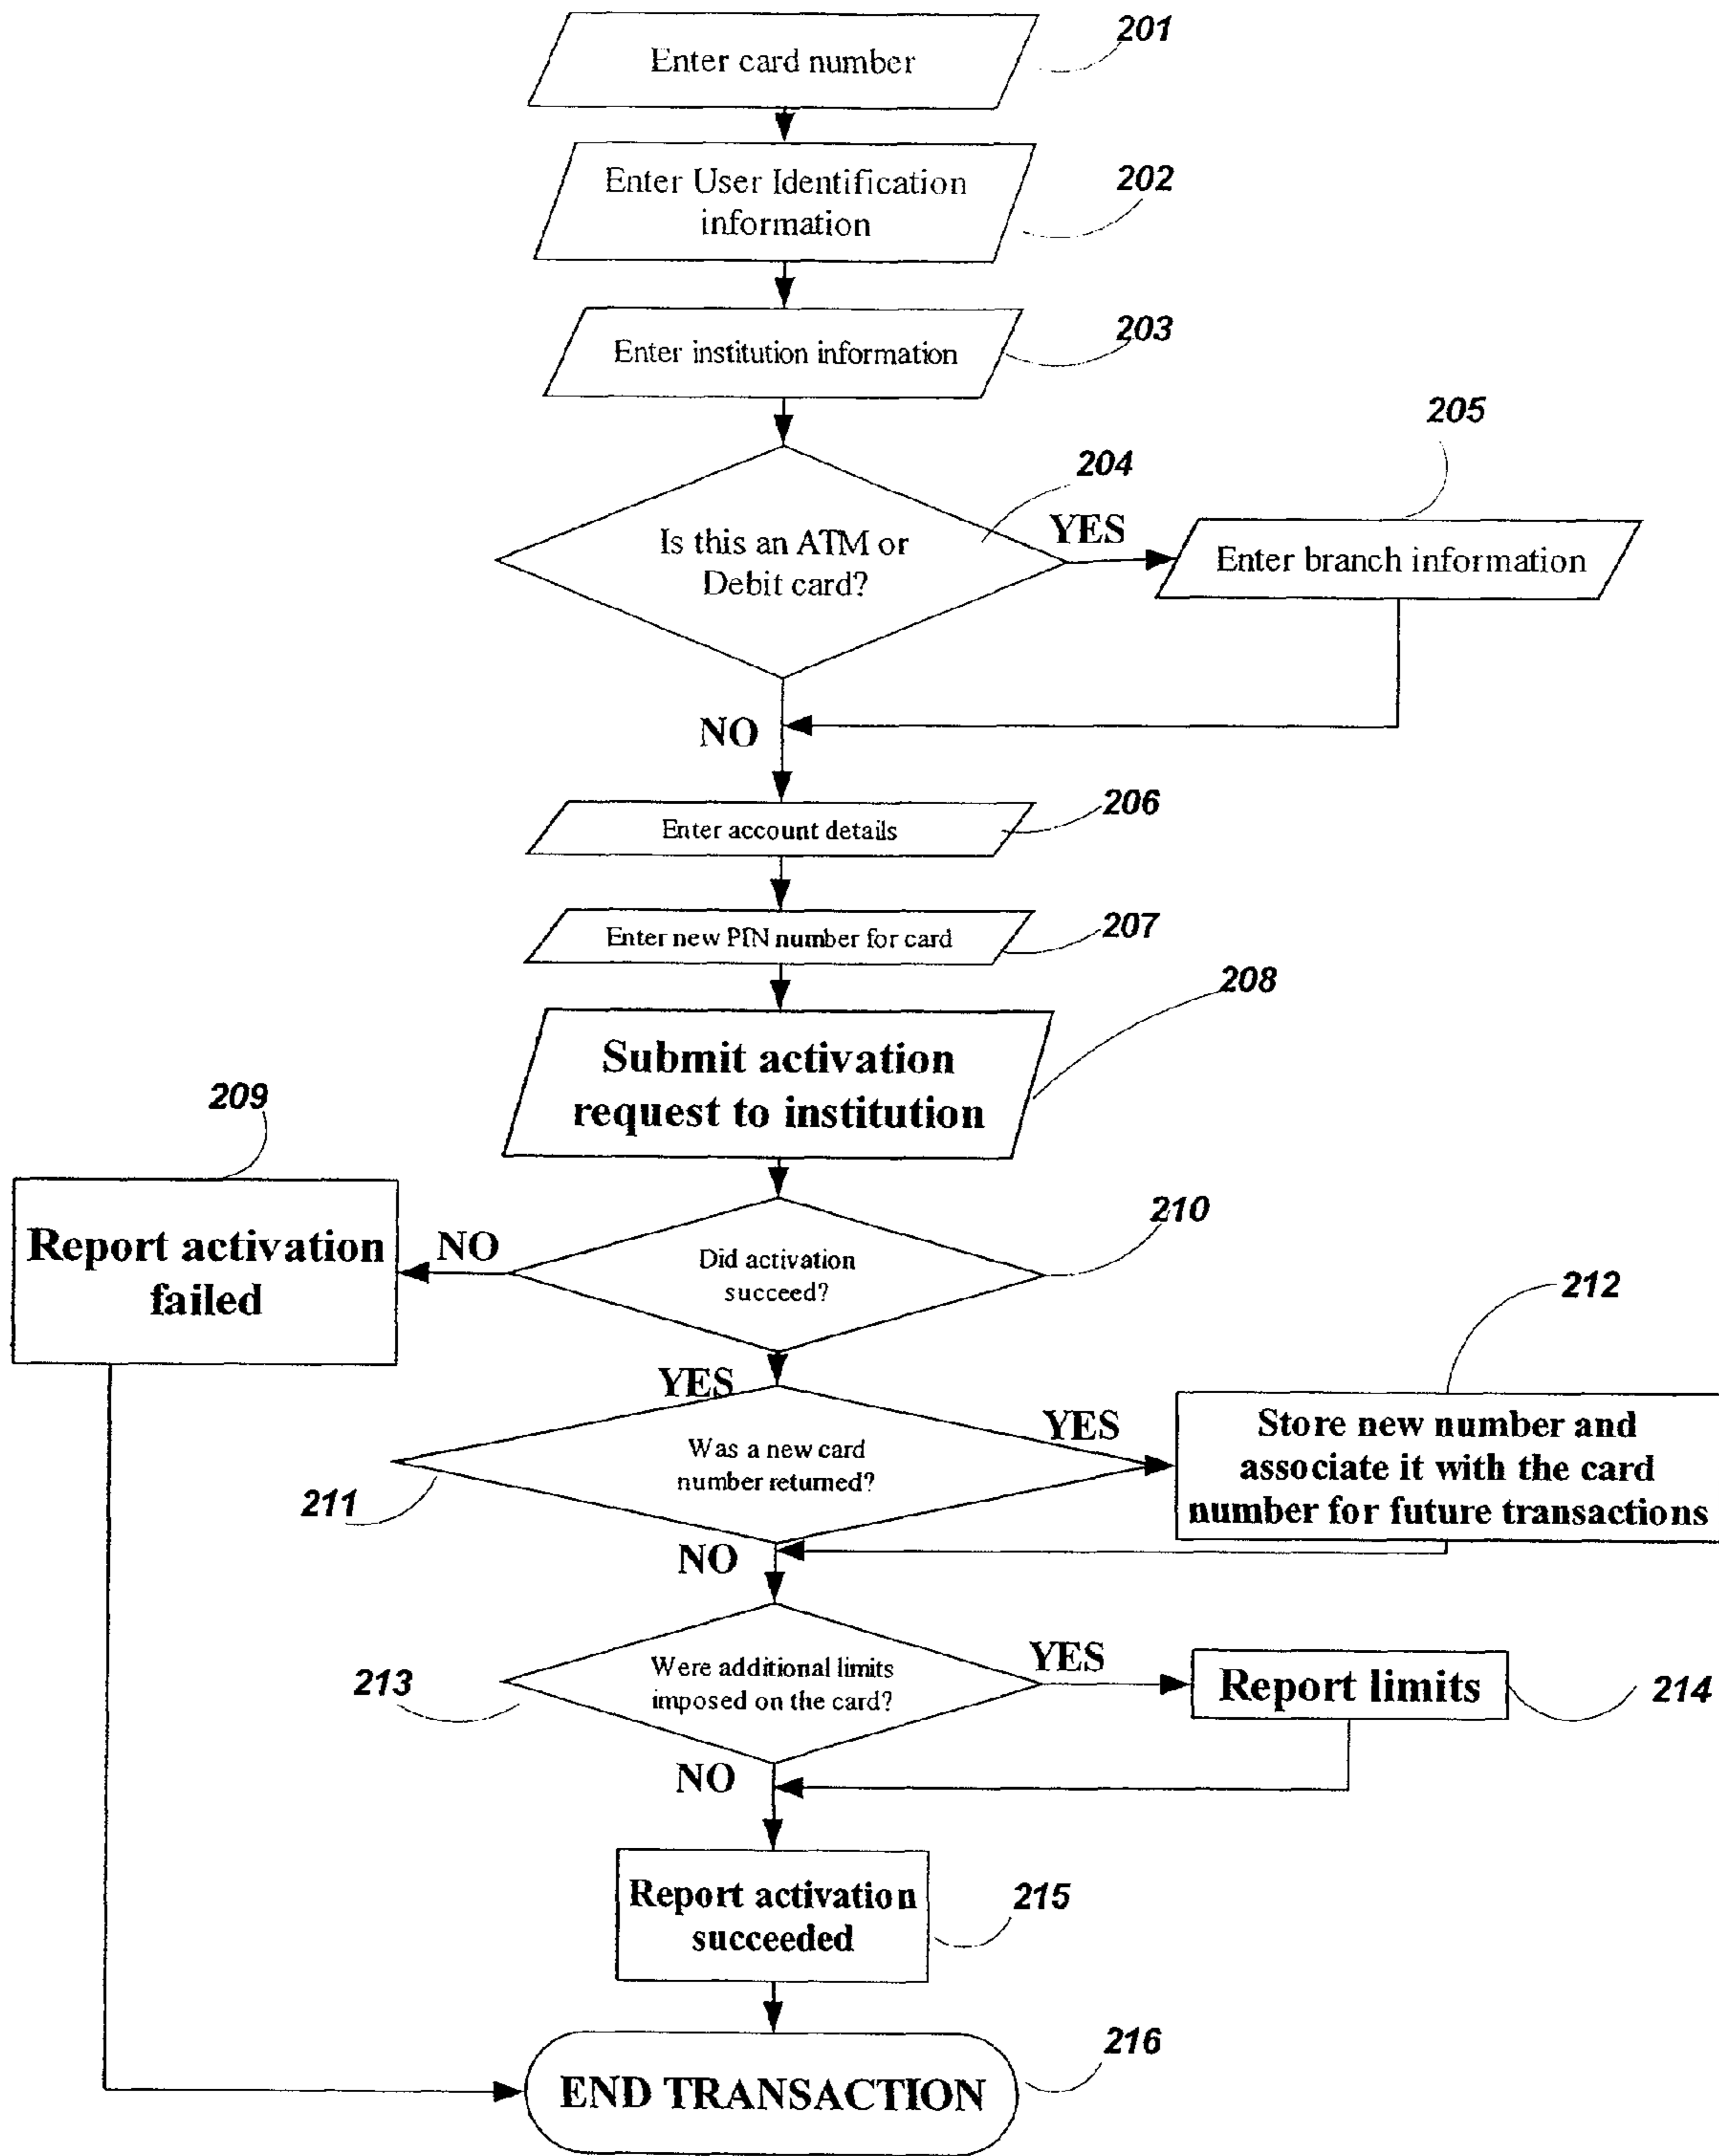 Enter card number
201
Enter User Identification
information
202
Enter institution information
203
Is this an ATM or
Debit card?
204
YES
205
Enter branch information
NO
Enter account details
206
Enter new PIN number for card
207
Submit activation
request to institution
208
209
Report activation
failed
NO
Did activation
succeed?
210
YES
Was a new card
number returned?
211
YES
212
Store new number and
associate it with the card
number for future transactions
NO
Were additional limits
imposed on the card?
213
YES
Report limits
214
NO
Report activation
succeeded
215
END TRANSACTION
216